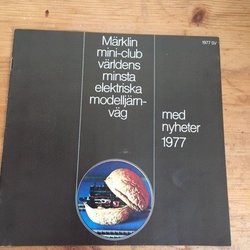 Märklin
mini-club
världens
minsta
elektriska
modelljärn-
väg
1977 SV
med
nyheter
1977